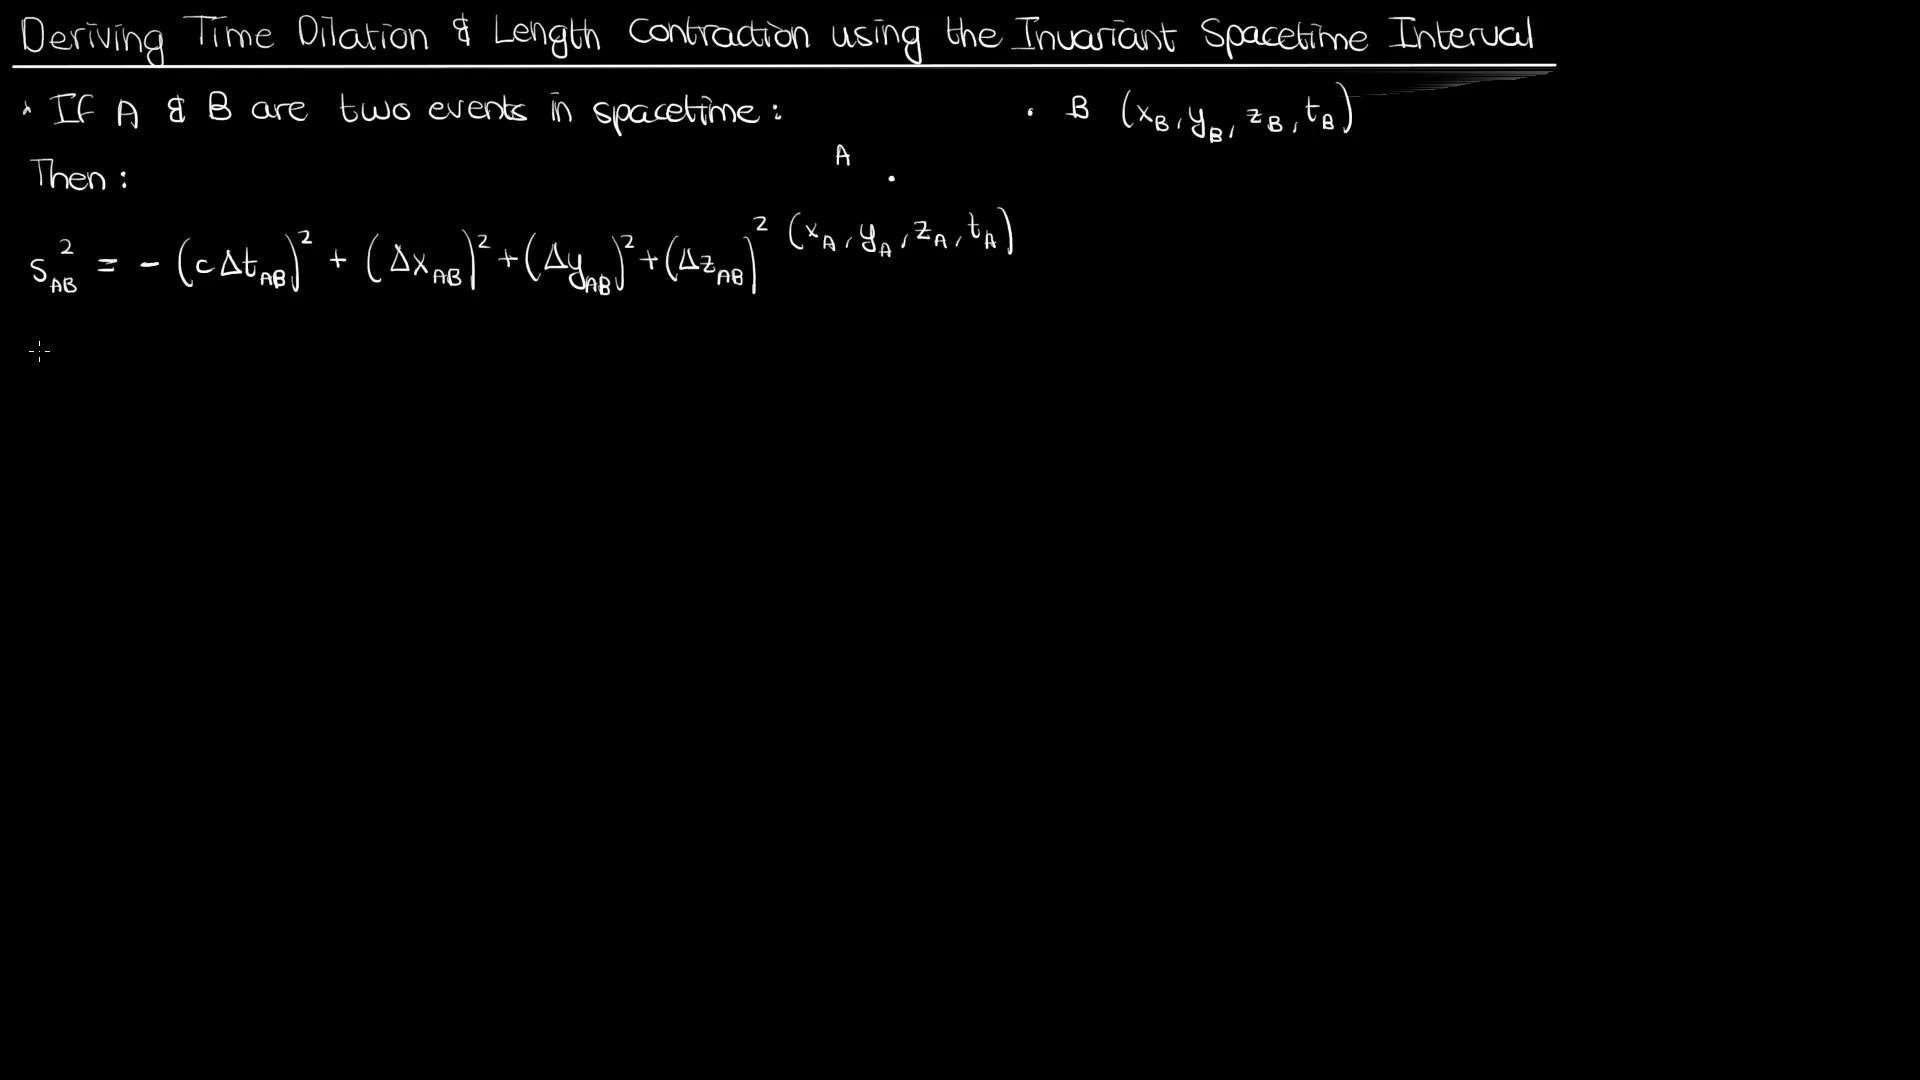 Deriving Time Dilation & Length Contraction using the Invariant Spacetime Interval
* If A & B are two events in spacetime:
. B (x_B, y_B, z_B, t_B)
A .
Then:
(x_A, y_A, z_A, t_A)
s_AB^2 = - (cΔt_AB)^2 + (Δx_AB)^2 + (Δy_AB)^2 + (Δz_AB)^2